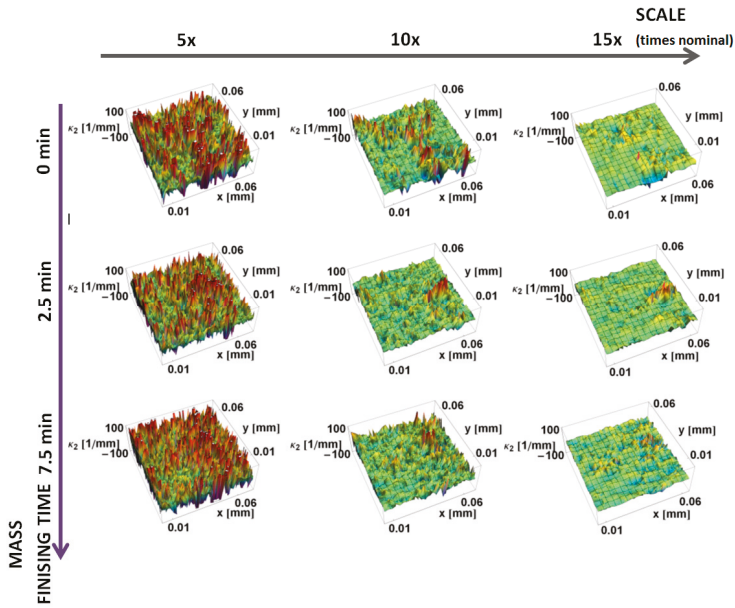 SCALE
5x 10x 15x (times nominal)
0 min
100
κ2 [1/mm]
−100
0.06
y [mm]
0.01
0.06
x [mm]
0.01
100
κ2 [1/mm]
−100
0.06
y [mm]
0.01
0.06
x [mm]
0.01
100
κ2 [1/mm]
−100
0.06
y [mm]
0.01
0.06
x [mm]
0.01
2.5 min
100
κ2 [1/mm]
−100
0.06
y [mm]
0.01
0.06
x [mm]
0.01
100
κ2 [1/mm]
−100
0.06
y [mm]
0.01
0.06
x [mm]
0.01
100
κ2 [1/mm]
−100
0.06
y [mm]
0.01
0.06
x [mm]
0.01
7.5 min
100
κ2 [1/mm]
−100
0.06
y [mm]
0.01
0.06
x [mm]
0.01
100
κ2 [1/mm]
−100
0.06
y [mm]
0.01
0.06
x [mm]
0.01
100
κ2 [1/mm]
−100
0.06
y [mm]
0.01
0.06
x [mm]
0.01
MASS
FINISING TIME